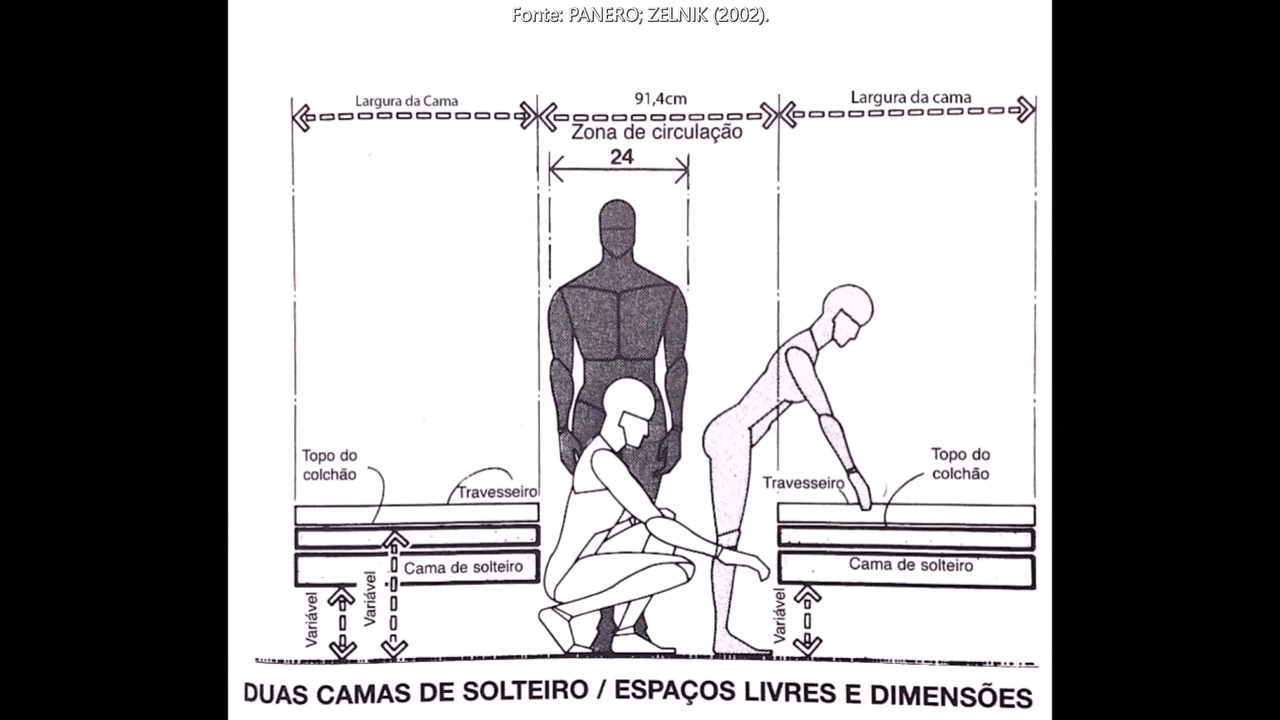 Fonte: PANERO; ZELNIK (2002).
Largura da Cama
91,4cm
Largura da cama
Zona de circulação
24
Topo do
colchão
Travesseiro
Travesseiro
Topo do
colchão
Cama de solteiro
Cama de solteiro
Variável
Variável
Variável
DUAS CAMAS DE SOLTEIRO / ESPAÇOS LIVRES E DIMENSÕES